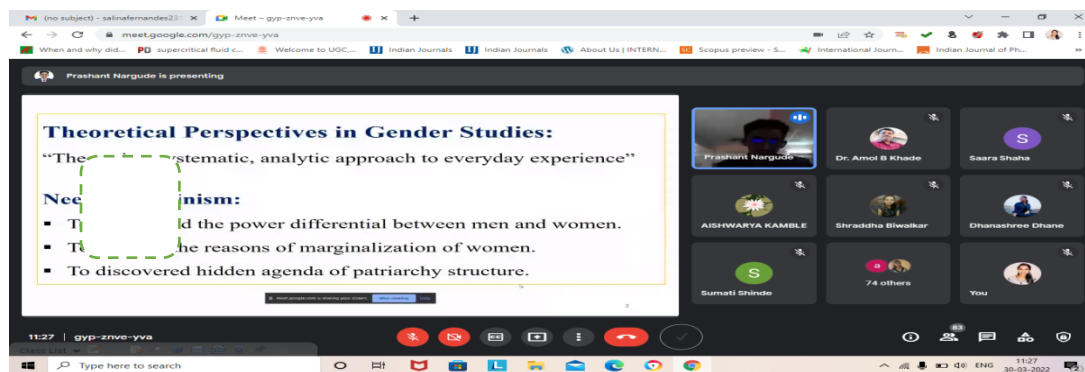 (no subject) - salinafernandes23
Meet – gyp-znve-yva
meet.google.com/gyp-znve-yva
When and why did...
supercritical fluid c...
Welcome to UGC,...
Indian Journals
Indian Journals
About Us | INTERN...
Scopus preview - S...
International Journ...
Indian Journal of Ph...
Prashant Nargude is presenting
Theoretical Perspectives in Gender Studies:
“The stematic, analytic approach to everyday experience”
Nee nism:
T d the power differential between men and women.
T he reasons of marginalization of women.
To discovered hidden agenda of patriarchy structure.
2
Prashant Nargude
Dr. Amol B Khade
S
Saara Shaha
AISHWARYA KAMBLE
Shraddha Biwalkar
Dhanashree Dhane
S
Sumati Shinde
a
74 others
You
11:27 | gyp-znve-yva
83
Class List
Type here to search
ENG
11:27
30-03-2022